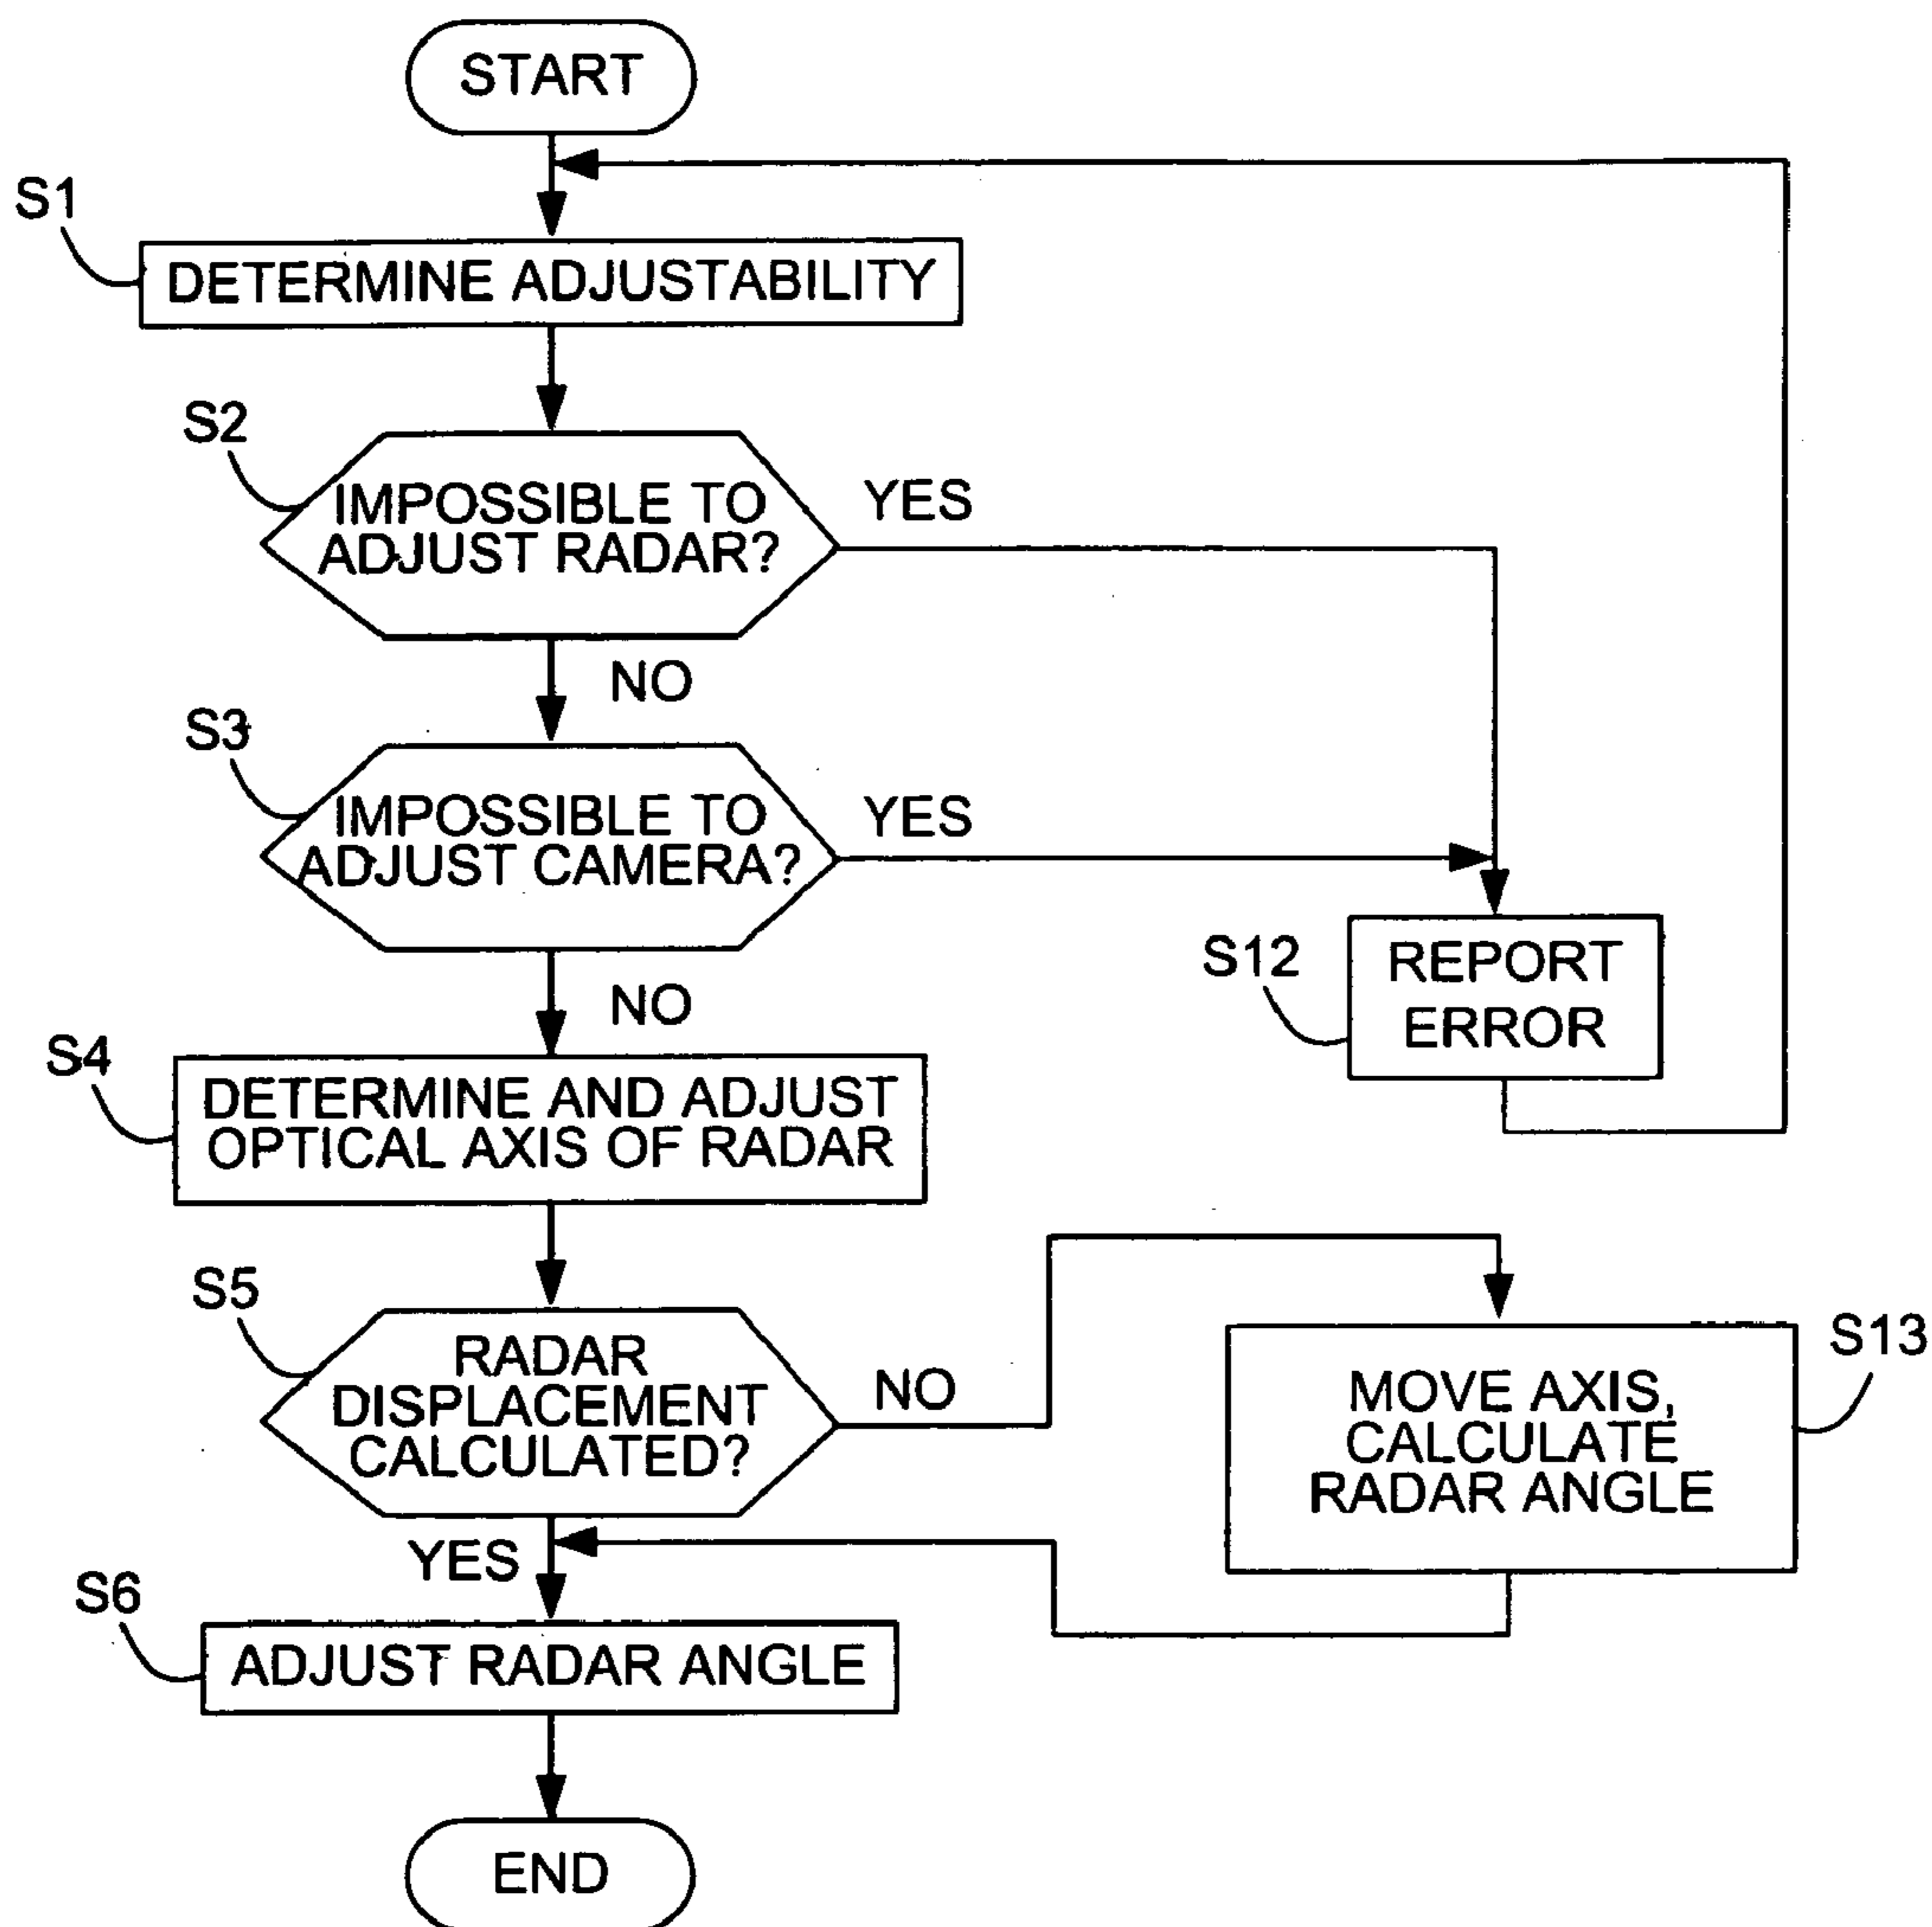 START
S1
DETERMINE ADJUSTABILITY
S2
IMPOSSIBLE TO
ADJUST RADAR?
YES
NO
S3
IMPOSSIBLE TO
ADJUST CAMERA?
YES
NO
S12
REPORT
ERROR
S4
DETERMINE AND ADJUST
OPTICAL AXIS OF RADAR
S5
RADAR
DISPLACEMENT
CALCULATED?
NO
S13
MOVE AXIS,
CALCULATE
RADAR ANGLE
YES
S6
ADJUST RADAR ANGLE
END